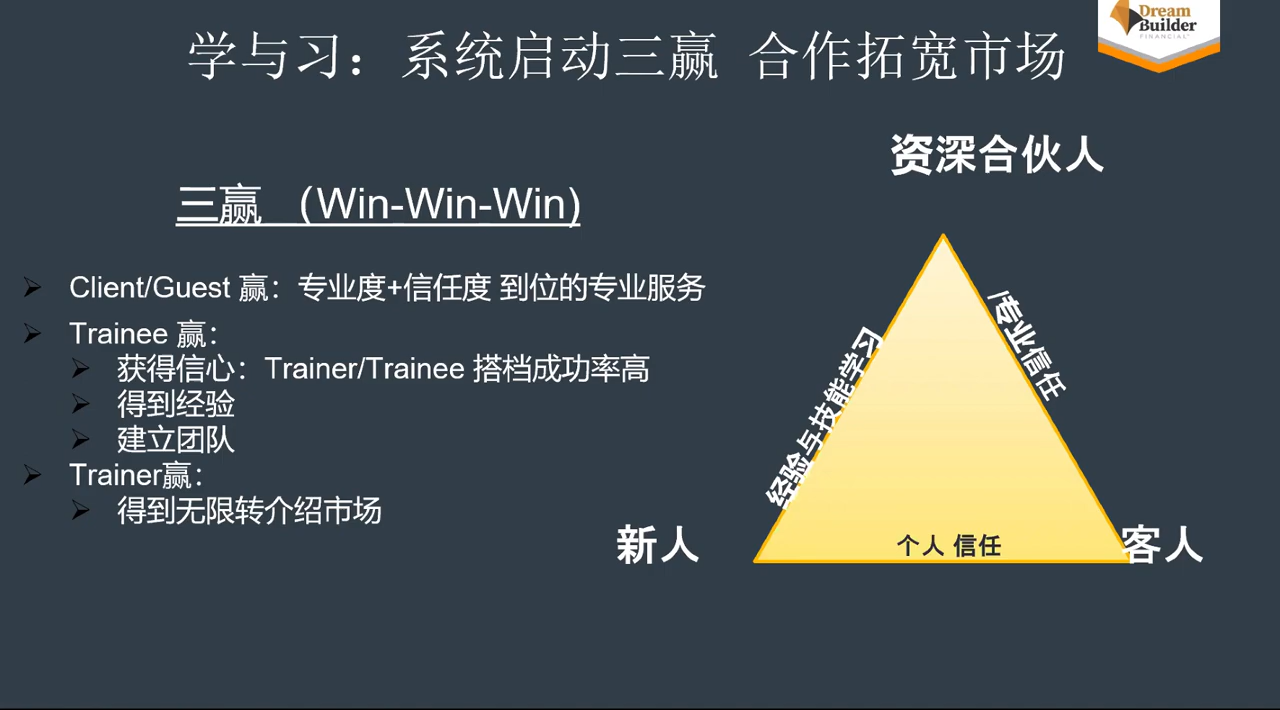 Dream
Builder
FINANCIAL
学与习：系统启动三赢 合作拓宽市场
三赢 （Win-Win-Win)
Client/Guest 赢：专业度+信任度 到位的专业服务
Trainee 赢：
获得信心：Trainer/Trainee 搭档成功率高
得到经验
建立团队
Trainer赢：
得到无限转介绍市场
资深合伙人
经验与技能学习
/专业信任
新人
个人 信任
客人